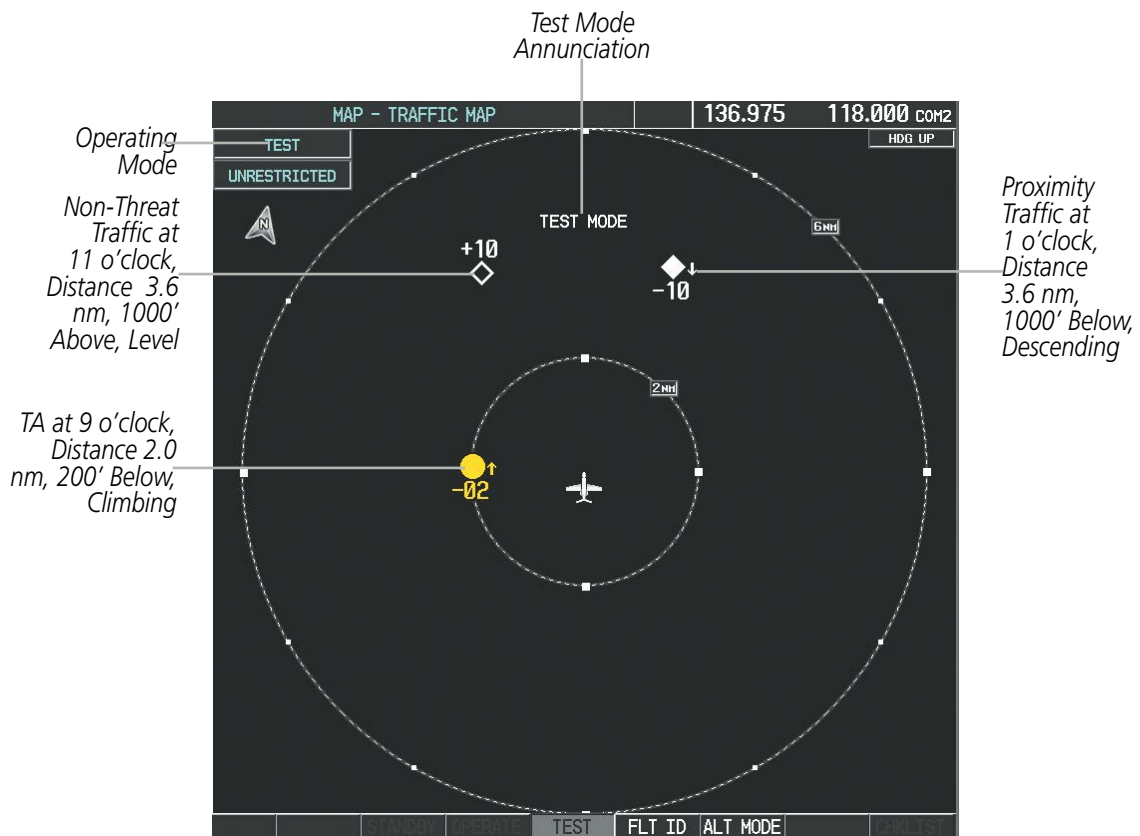 Test Mode
Annunciation
MAP - TRAFFIC MAP
136.975 118.000 COM2
Operating
Mode
TEST
HDG UP
UNRESTRICTED
N
Non-Threat
Traffic at
11 o'clock,
Distance 3.6
nm, 1000'
Above, Level
TEST MODE
6NM
+10
-10
Proximity
Traffic at
1 o'clock,
Distance
3.6 nm,
1000' Below,
Descending
2NM
TA at 9 o'clock,
Distance 2.0
nm, 200' Below,
Climbing
-02
STANDBY OPERATE TEST FLT ID ALT MODE CHKLIST